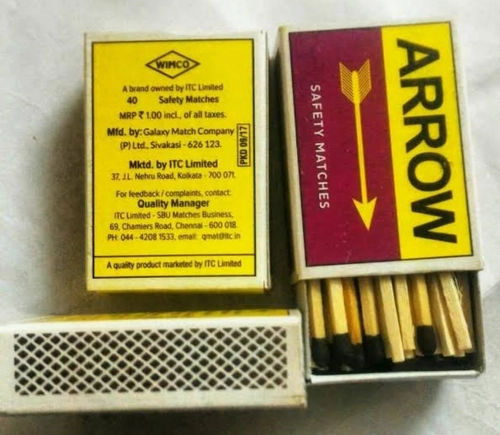 WIMCO
A brand owned by ITC Limited
40 Safety Matches
MRP ₹ 1.00 incl., of all taxes.
Mfd. by: Galaxy Match Company
(P) Ltd., Sivakasi - 626 123.
PKD 09/17
Mktd. by ITC Limited
37, J.L. Nehru Road, Kolkata - 700 071.
For feedback / complaints, contact:
Quality Manager
ITC Limited - SBU Matches Business,
69, Chamiers Road, Chennai - 600 018.
PH: 044 - 4208 1533, email: qmat@itc.in
A quality product marketed by ITC Limited
ARROW
SAFETY MATCHES